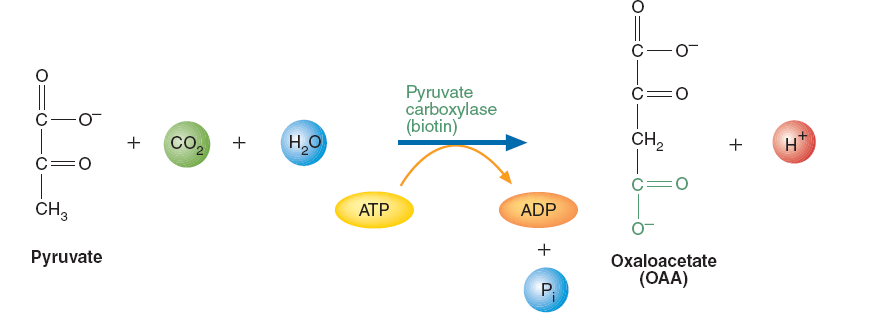 O
C—O⁻
C=O
CH₃
Pyruvate
+
CO₂
+
H₂O
Pyruvate
carboxylase
(biotin)
ATP
ADP
+
Pᵢ
O
C—O⁻
C=O
CH₂
C=O
O⁻
Oxaloacetate
(OAA)
+
H⁺